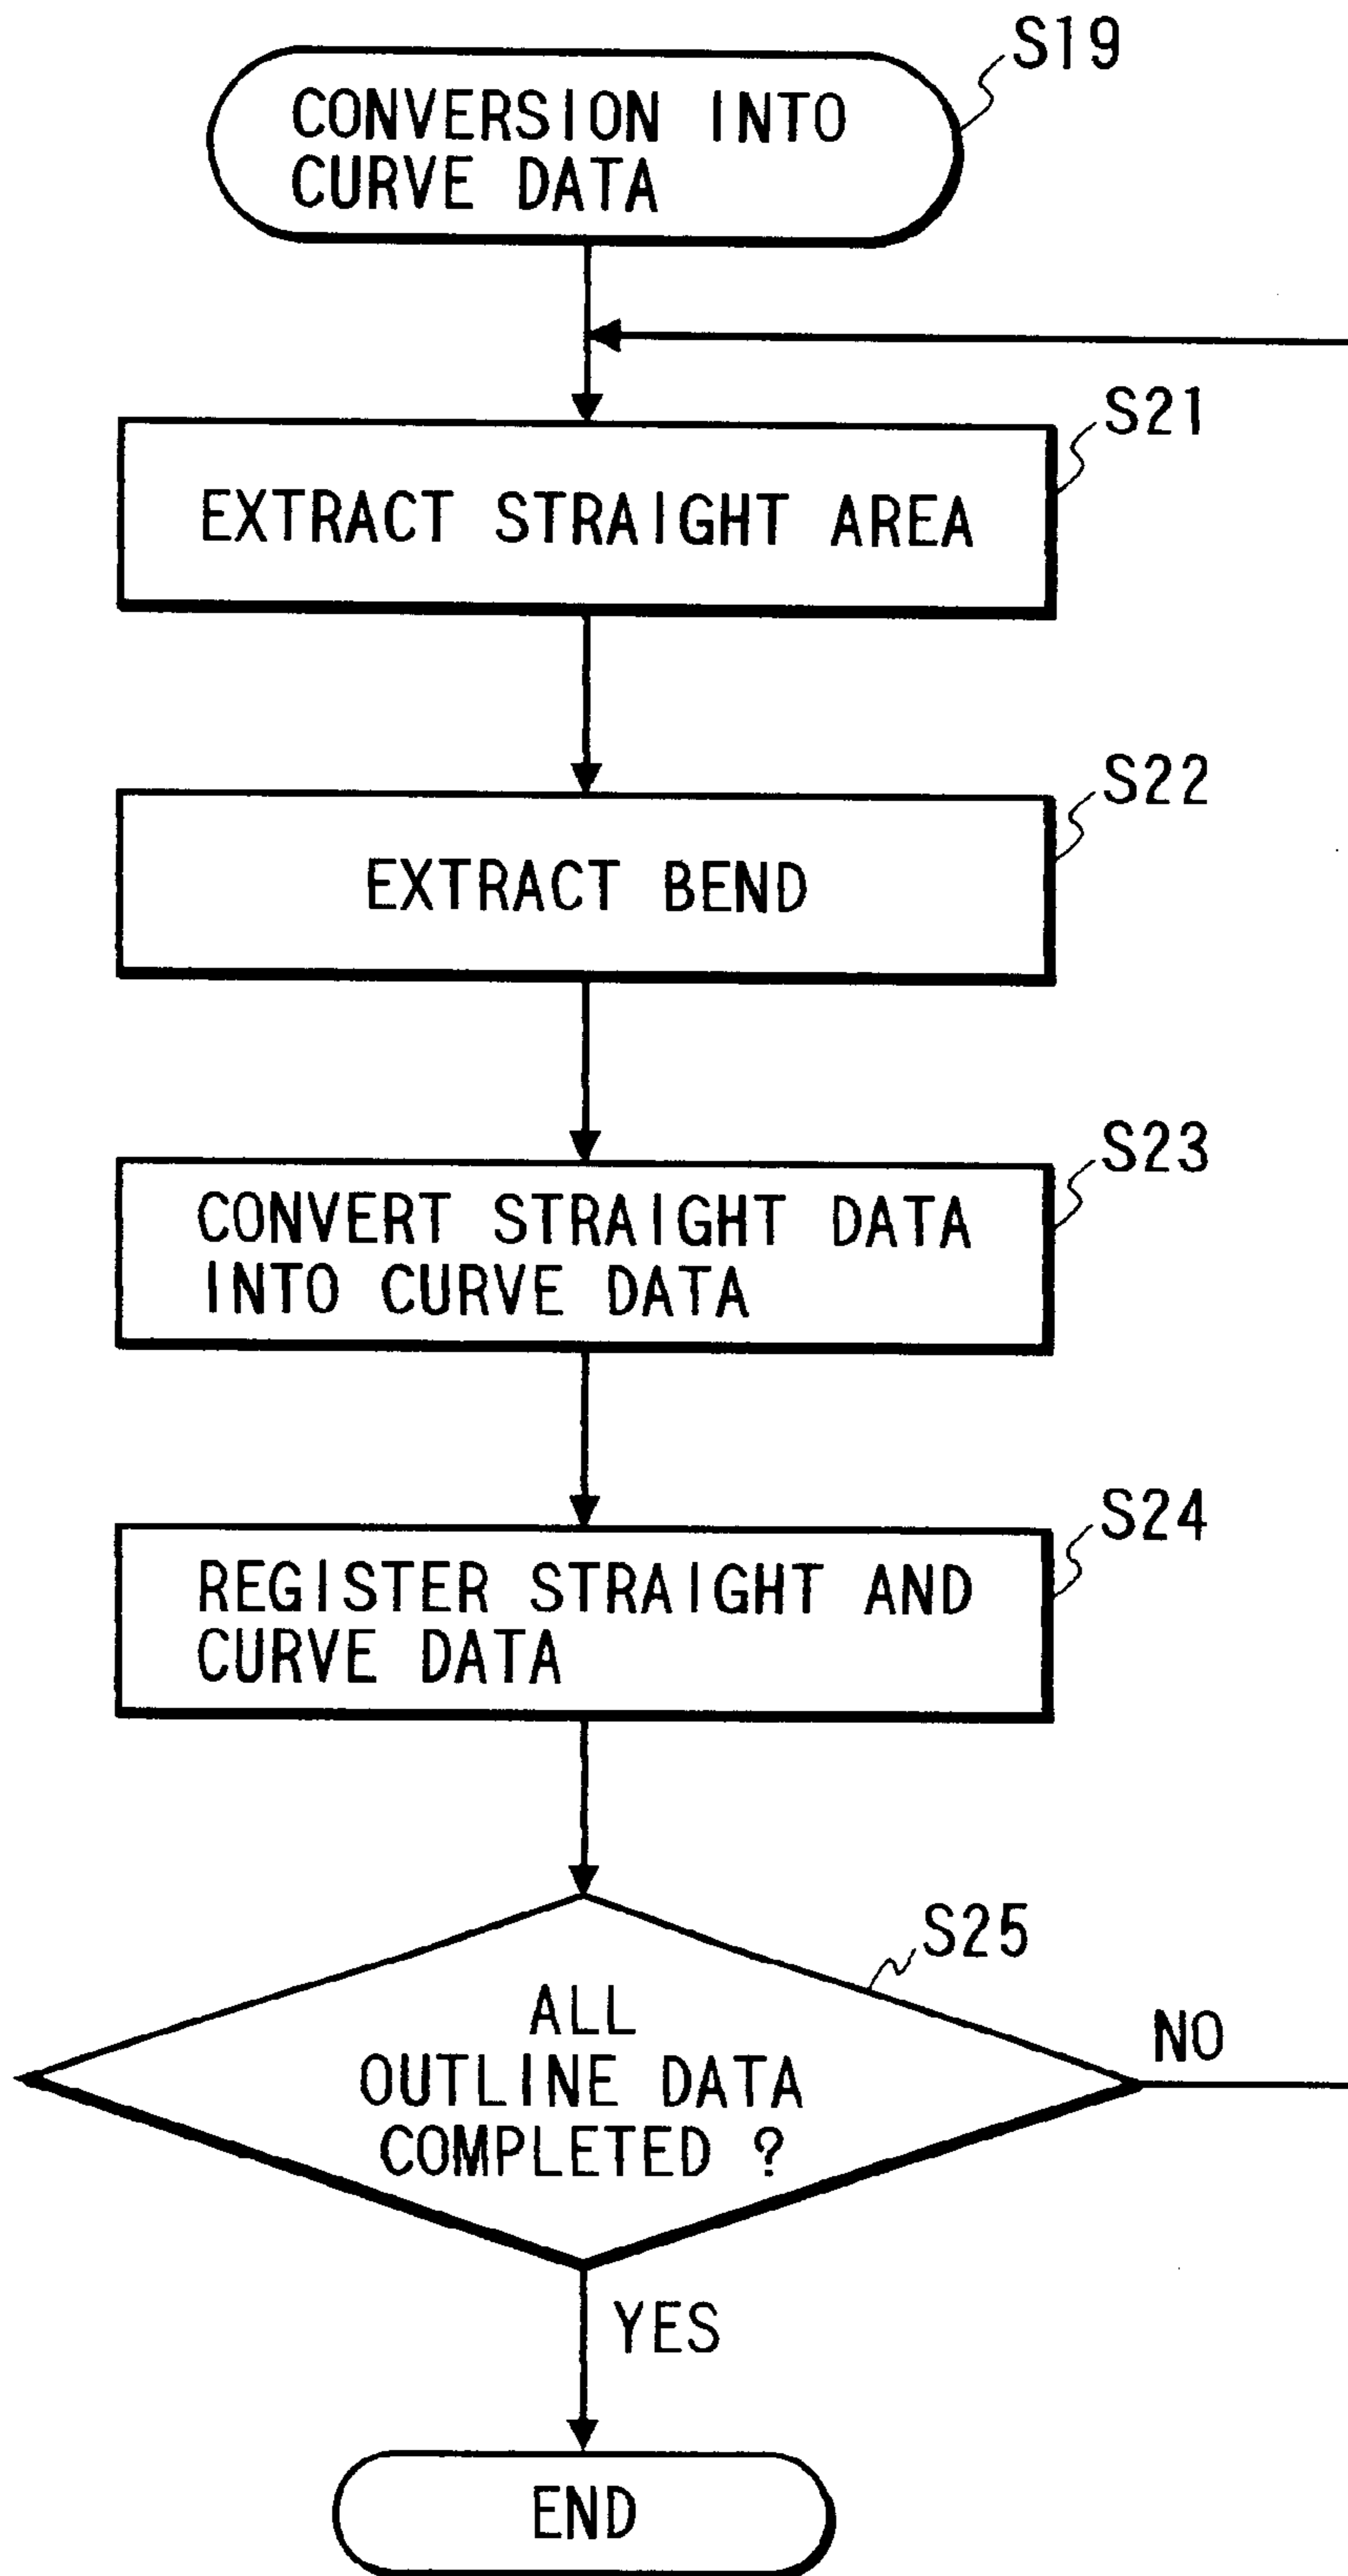 S19
CONVERSION INTO
CURVE DATA
S21
EXTRACT STRAIGHT AREA
S22
EXTRACT BEND
S23
CONVERT STRAIGHT DATA
INTO CURVE DATA
S24
REGISTER STRAIGHT AND
CURVE DATA
S25
ALL
OUTLINE DATA
COMPLETED ?
NO
YES
END